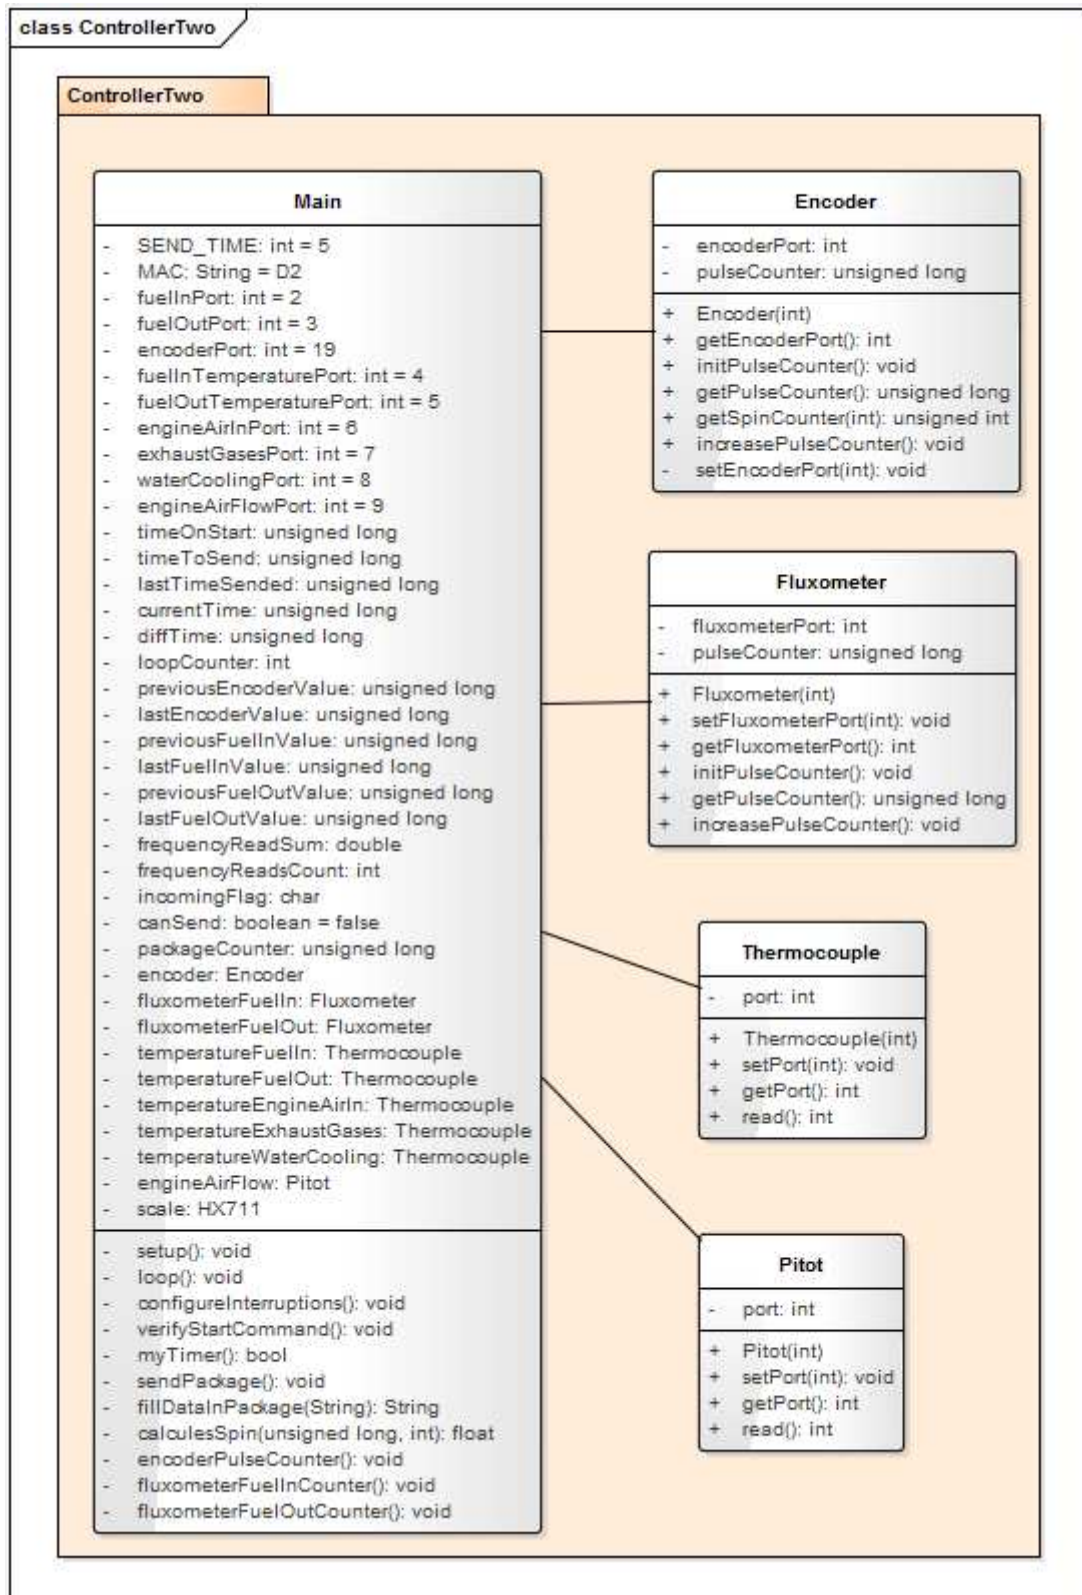 class ControllerTwo
ControllerTwo
Main
- SEND_TIME: int = 5
- MAC: String = D2
- fuelInPort: int = 2
- fuelOutPort: int = 3
- encoderPort: int = 19
- fuelInTemperaturePort: int = 4
- fuelOutTemperaturePort: int = 5
- engineAirInPort: int = 6
- exhaustGasesPort: int = 7
- waterCoolingPort: int = 8
- engineAirFlowPort: int = 9
- timeOnStart: unsigned long
- timeToSend: unsigned long
- lastTimeSended: unsigned long
- currentTime: unsigned long
- diffTime: unsigned long
- loopCounter: int
- previousEncoderValue: unsigned long
- lastEncoderValue: unsigned long
- previousFuelInValue: unsigned long
- lastFuelInValue: unsigned long
- previousFuelOutValue: unsigned long
- lastFuelOutValue: unsigned long
- frequencyReadSum: double
- frequencyReadsCount: int
- incomingFlag: char
- canSend: boolean = false
- packageCounter: unsigned long
- encoder: Encoder
- fluxometerFuelIn: Fluxometer
- fluxometerFuelOut: Fluxometer
- temperatureFuelIn: Thermocouple
- temperatureFuelOut: Thermocouple
- temperatureEngineAirIn: Thermocouple
- temperatureExhaustGases: Thermocouple
- temperatureWaterCooling: Thermocouple
- engineAirFlow: Pitot
- scale: HX711
- setup(): void
- loop(): void
- configureInterruptions(): void
- verifyStartCommand(): void
- myTimer(): bool
- sendPackage(): void
- fillDataInPackage(String): String
- calculesSpin(unsigned long, int): float
- encoderPulseCounter(): void
- fluxometerFuelInCounter(): void
- fluxometerFuelOutCounter(): void
Encoder
- encoderPort: int
- pulseCounter: unsigned long
+ Encoder(int)
+ getEncoderPort(): int
+ initPulseCounter(): void
+ getPulseCounter(): unsigned long
+ getSpinCounter(int): unsigned int
+ increasePulseCounter(): void
- setEncoderPort(int): void
Fluxometer
- fluxometerPort: int
- pulseCounter: unsigned long
+ Fluxometer(int)
+ setFluxometerPort(int): void
+ getFluxometerPort(): int
+ initPulseCounter(): void
+ getPulseCounter(): unsigned long
+ increasePulseCounter(): void
Thermocouple
- port: int
+ Thermocouple(int)
+ setPort(int): void
+ getPort(): int
+ read(): int
Pitot
- port: int
+ Pitot(int)
+ setPort(int): void
+ getPort(): int
+ read(): int